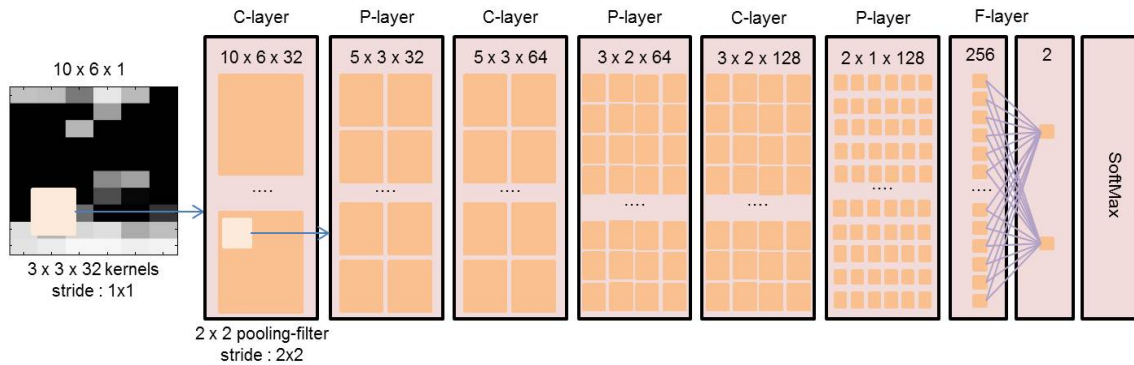 C-layer
P-layer
C-layer
P-layer
C-layer
P-layer
F-layer
10 x 6 x 1
10 x 6 x 32
5 x 3 x 32
5 x 3 x 64
3 x 2 x 64
3 x 2 x 128
2 x 1 x 128
256
2
....
....
....
....
....
....
....
SoftMax
3 x 3 x 32 kernels
stride : 1x1
2 x 2 pooling-filter
stride : 2x2